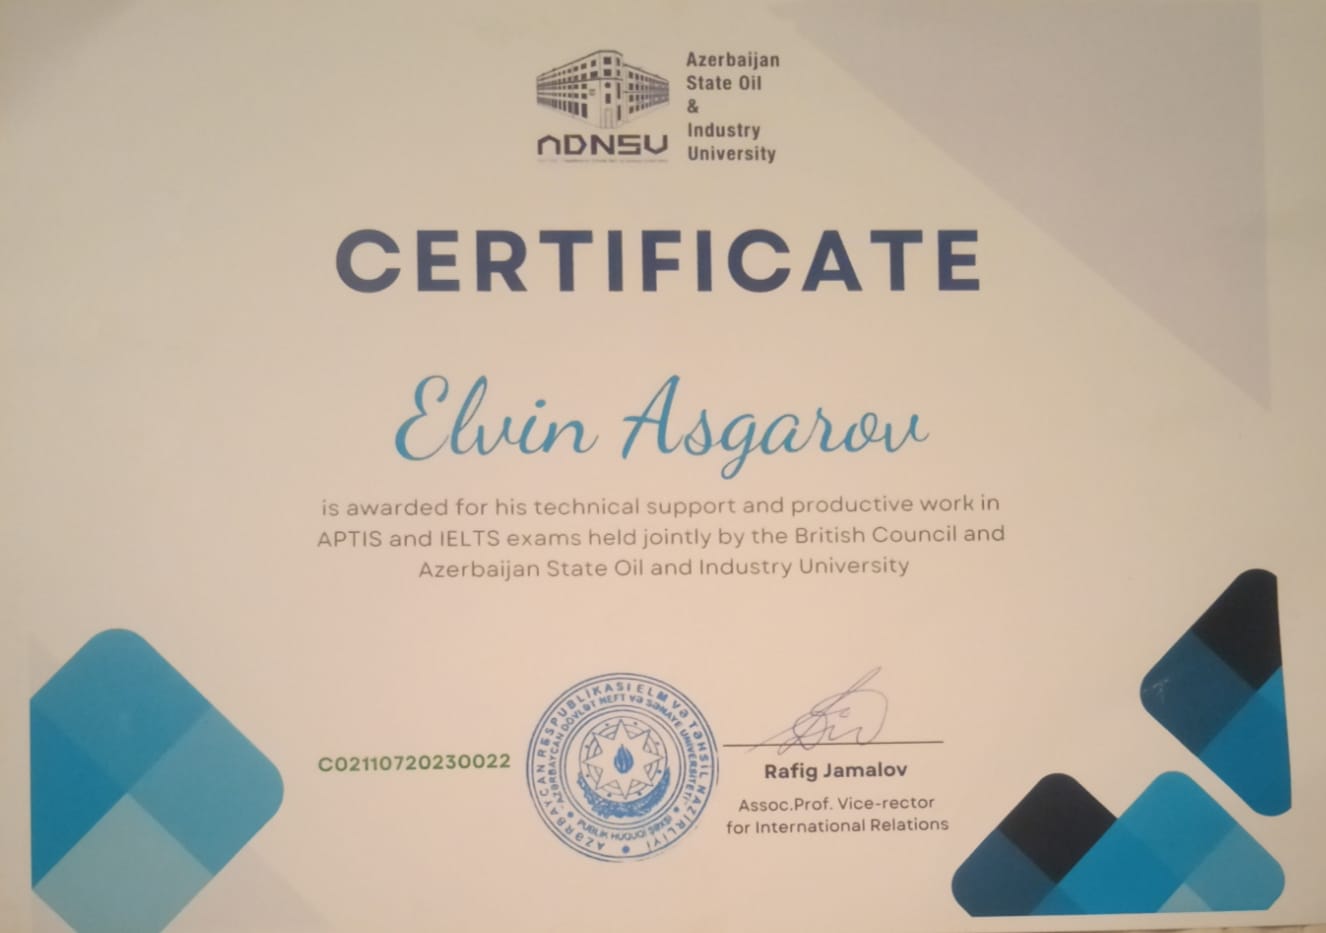 Azerbaijan
State Oil
&
Industry
University
ADNSU
CERTIFICATE
Elvin Asgarov
is awarded for his technical support and productive work in
APTIS and IELTS exams held jointly by the British Council and
Azerbaijan State Oil and Industry University
C02110720230022
AZƏRBAYCAN RESPUBLİKASI ELM VƏ TƏHSİL NAZİRLİYİ
AZƏRBAYCAN DÖVLƏT NEFT VƏ SƏNAYE UNİVERSİTETİ
PUBLİK HÜQUQİ ŞƏXSİ
Rafig Jamalov
Assoc.Prof. Vice-rector
for International Relations